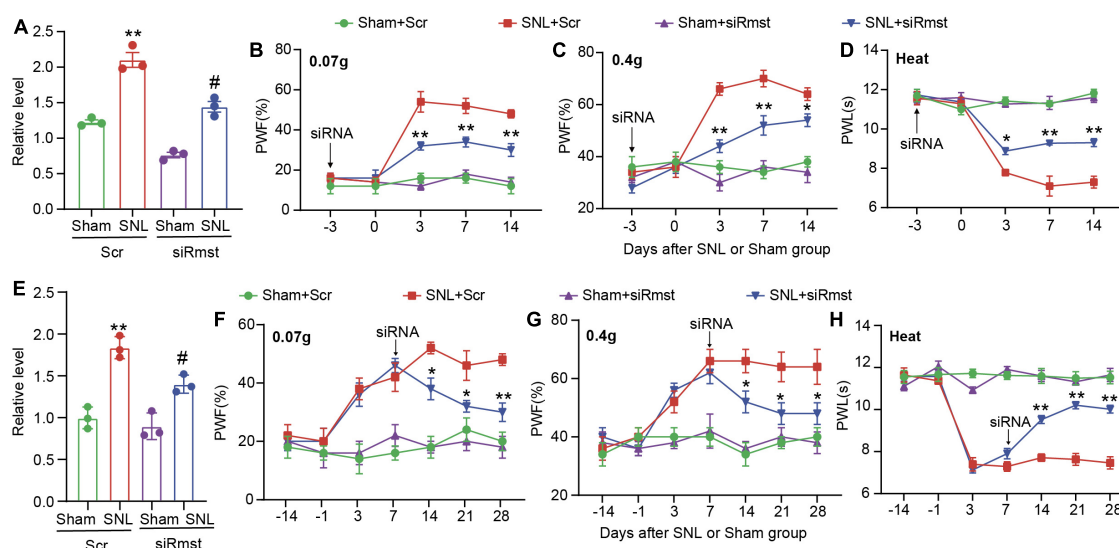 Sham+Scr SNL+Scr Sham+siRmst SNL+siRmst
A
Relative level
2.5
2.0
1.5
1.0
0.5
0.0
**
#
Sham SNL Sham SNL
Scr siRmst
B
0.07g
PWF(%)
80
60
40
20
0
siRNA
** ** **
-3 0 3 7 14
C
0.4g
PWF(%)
80
60
40
20
siRNA
** ** *
-3 0 3 7 14
Days after SNL or Sham group
D
Heat
PWL(s)
14
12
10
8
6
siRNA
* ** **
-3 0 3 7 14
Sham+Scr SNL+Scr Sham+siRmst SNL+siRmst
E
Relative level
2.5
2.0
1.5
1.0
0.5
0.0
**
#
Sham SNL Sham SNL
Scr siRmst
F
0.07g
PWF(%)
60
40
20
0
siRNA
* * **
-14 -1 3 7 14 21 28
G
0.4g
PWF(%)
80
60
40
20
siRNA
* * *
-14 -1 3 7 14 21 28
Days after SNL or Sham group
H
Heat
PWL(s)
14
12
10
8
6
siRNA
** ** **
-14 -1 3 7 14 21 28